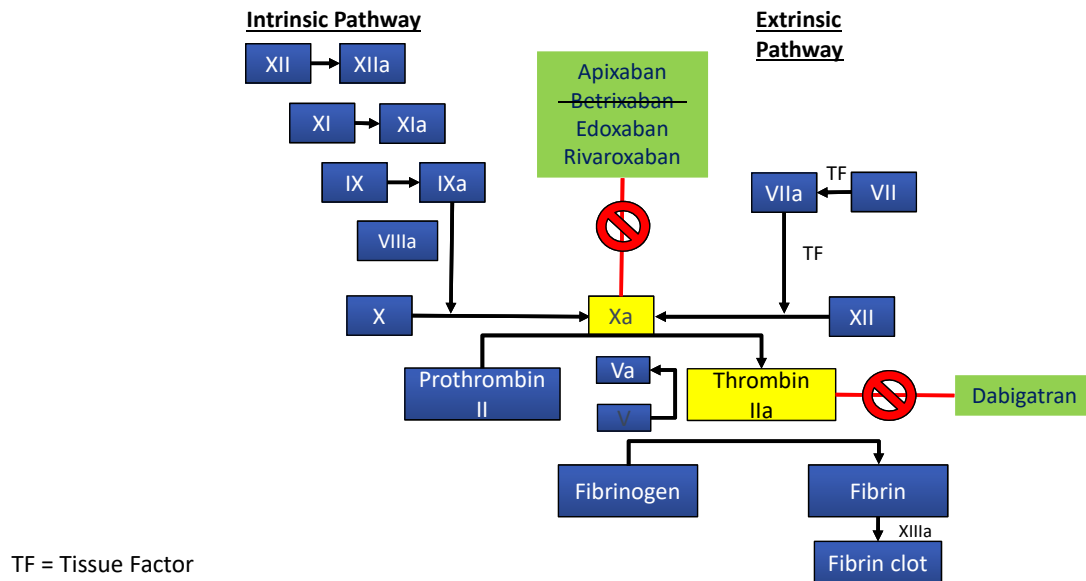 Intrinsic Pathway
Extrinsic
Pathway
XII
XIIa
Apixaban
Betrixaban
Edoxaban
Rivaroxaban
XI
XIa
IX
IXa
TF
VIIa
VII
VIIIa
TF
X
Xa
XII
Prothrombin
II
Va
V
Thrombin
IIa
Dabigatran
Fibrinogen
Fibrin
XIIIa
Fibrin clot
TF = Tissue Factor